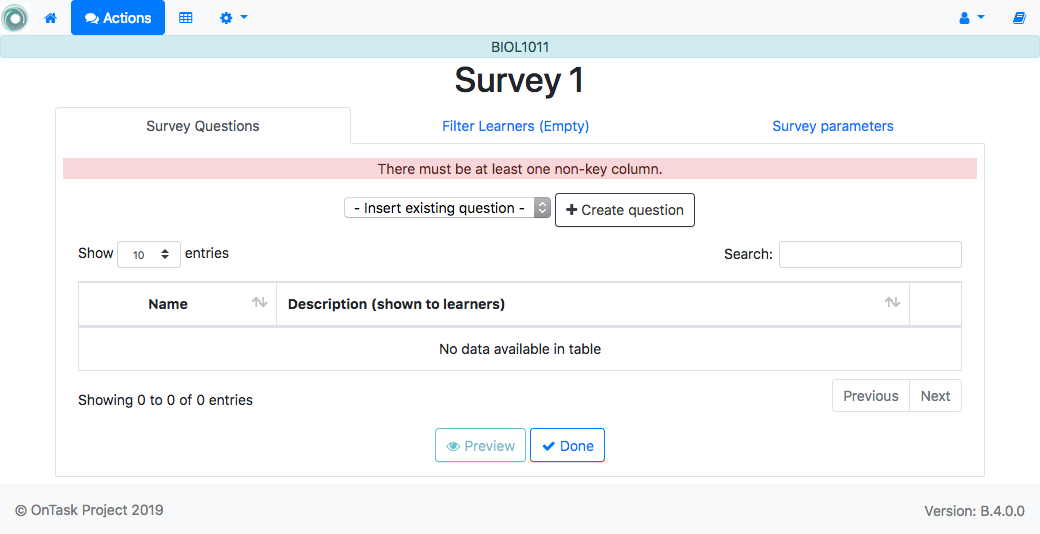 Actions
BIOL1011
Survey 1
Survey Questions Filter Learners (Empty) Survey parameters
There must be at least one non-key column.
- Insert existing question - Create question
Show 10 entries Search:
Name Description (shown to learners)
No data available in table
Showing 0 to 0 of 0 entries Previous Next
Preview Done
© OnTask Project 2019 Version: B.4.0.0